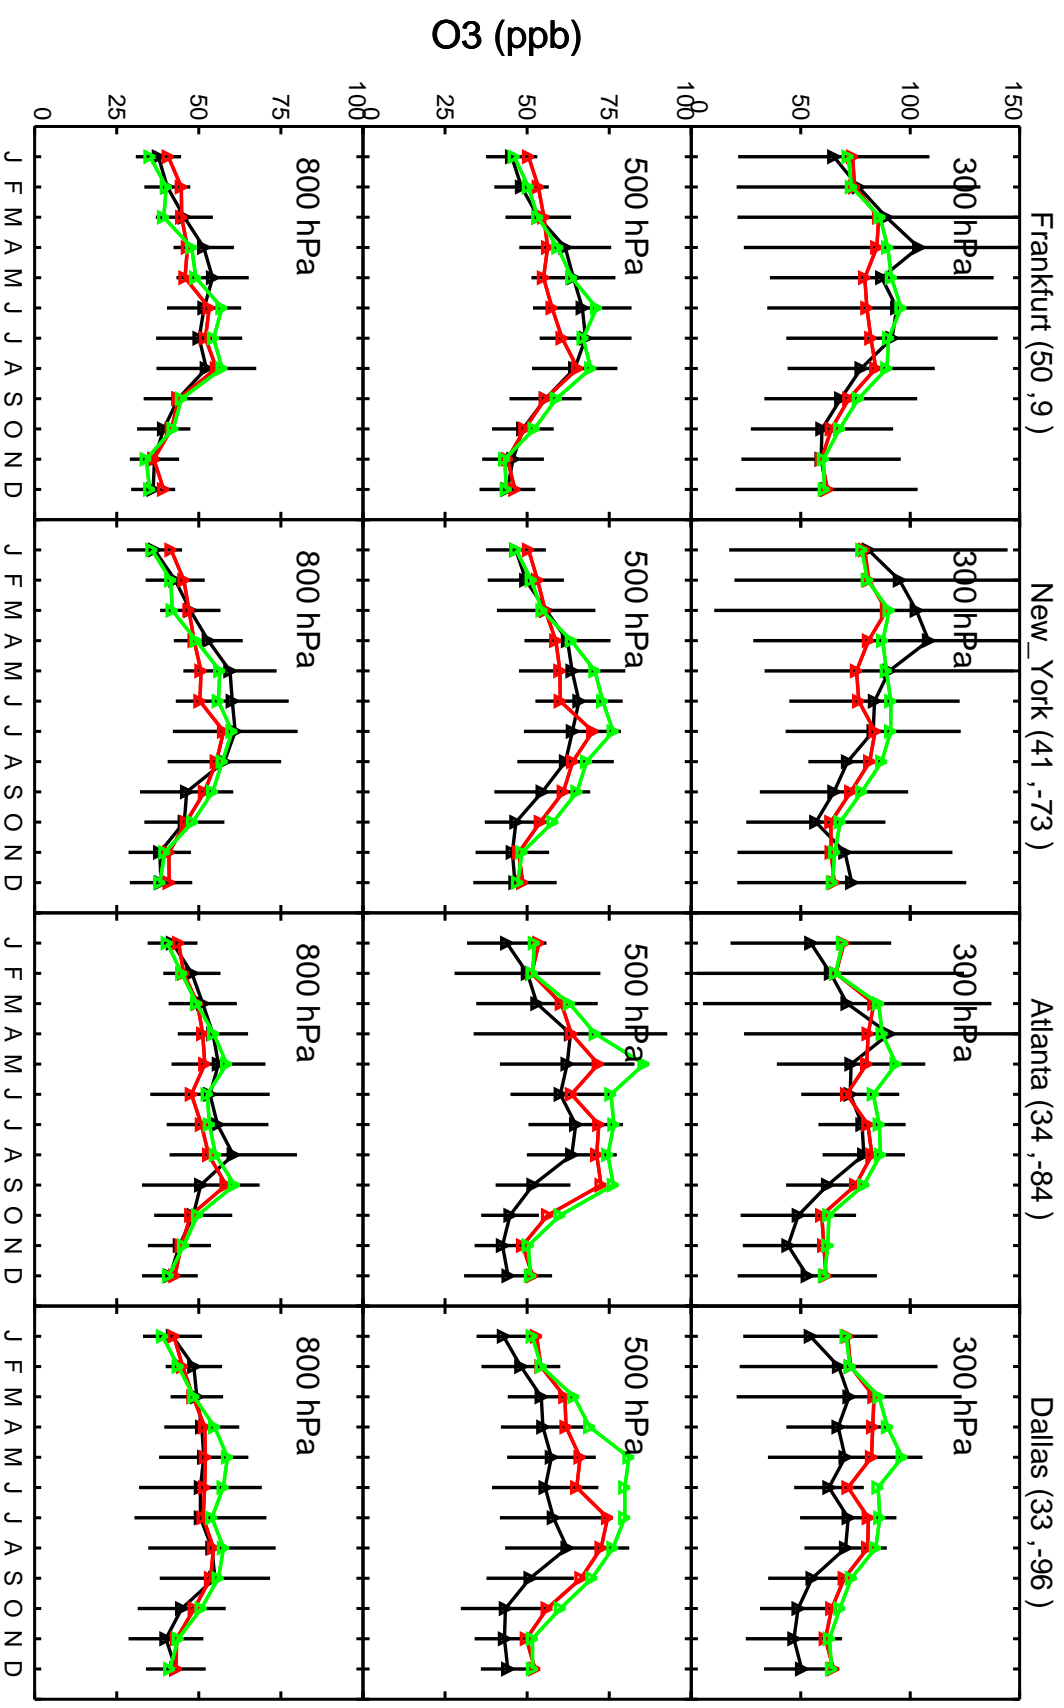 O3 (ppb)
0 25 50 75 100
0 25 50 75 100
0 50 100 150
Frankfurt (50 ,9 )
300 hPa
500 hPa
800 hPa
J F M A M J J A S O N D
New_York (41 ,-73 )
300 hPa
500 hPa
800 hPa
J F M A M J J A S O N D
Atlanta (34 ,-84 )
300 hPa
500 hPa
800 hPa
J F M A M J J A S O N D
Dallas (33 ,-96 )
300 hPa
500 hPa
800 hPa
J F M A M J J A S O N D